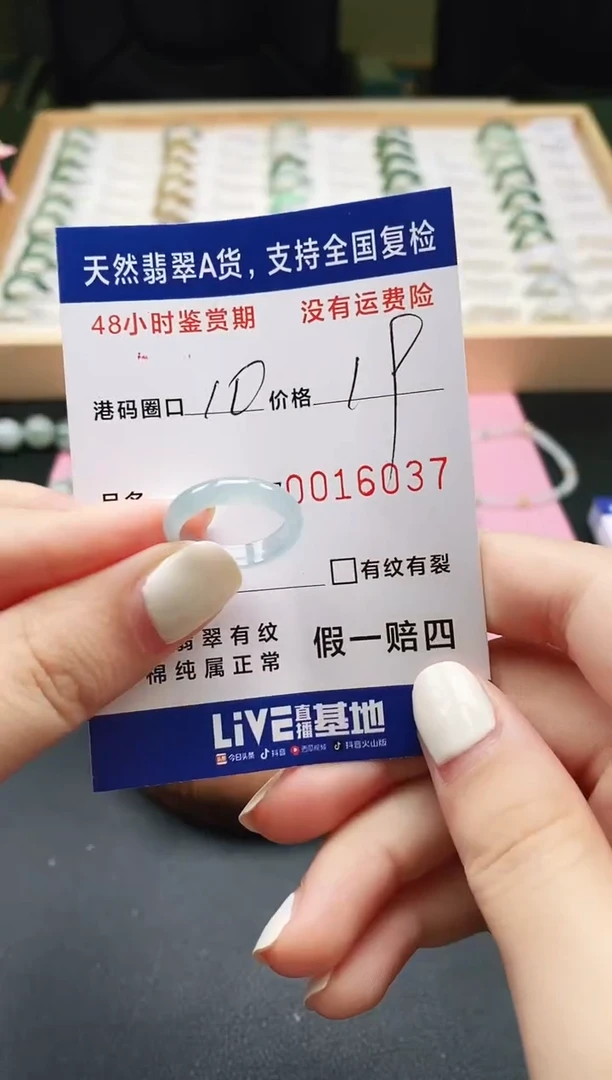 天然翡翠A货，支持全国复检
48小时鉴赏期 没有运费险
港码圈口 10 价格 1P
0016037
有纹有裂
翡翠有纹
棉纯属正常
假一赔四
LiVE直播基地
今日头条 抖音 西瓜视频 抖音火山版